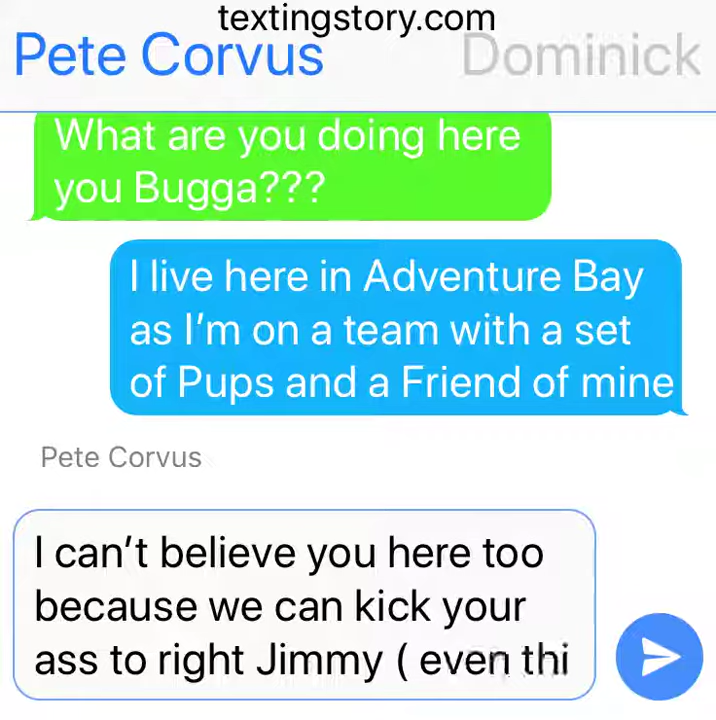 textingstory.com
Pete Corvus Dominick
What are you doing here
you Bugga???
I live here in Adventure Bay
as I'm on a team with a set
of Pups and a Friend of mine
Pete Corvus
I can't believe you here too
because we can kick your
ass to right Jimmy ( even thi